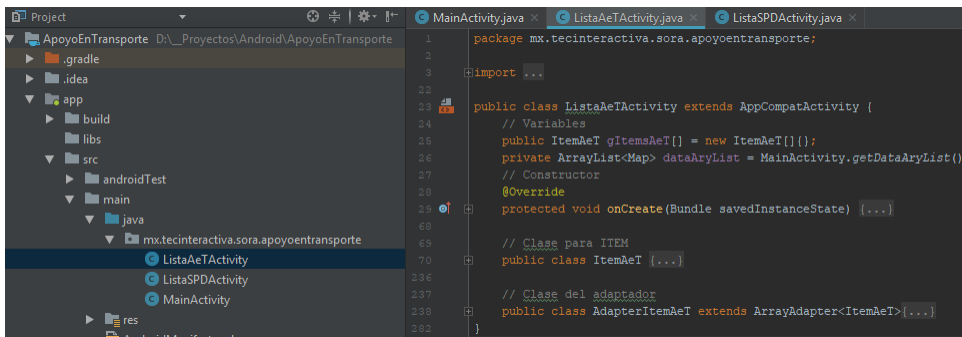 Project
ApoyoEnTransporte D:\__Proyectos\Android\ApoyoEnTransporte
.gradle
.idea
app
build
libs
src
androidTest
main
java
mx.tecinteractiva.sora.apoyoentransporte
ListaAeTActivity
ListaSPDActivity
MainActivity
res
MainActivity.java ListaAeTActivity.java ListaSPDActivity.java
1 package mx.tecinteractiva.sora.apoyoentransporte;
2
3 import ...
22
23 public class ListaAeTActivity extends AppCompatActivity {
24 // Variables
25 public ItemAeT gItemsAeT[] = new ItemAeT[]{};
26 private ArrayList<Map> dataAryList = MainActivity.getDataAryList()
27 // Constructor
28 @Override
29 protected void onCreate(Bundle savedInstanceState) {...}
68
69 // Clase para ITEM
70 public class ItemAeT {...}
236
237 // Clase del adaptador
238 public class AdapterItemAeT extends ArrayAdapter<ItemAeT>{...}
282 }